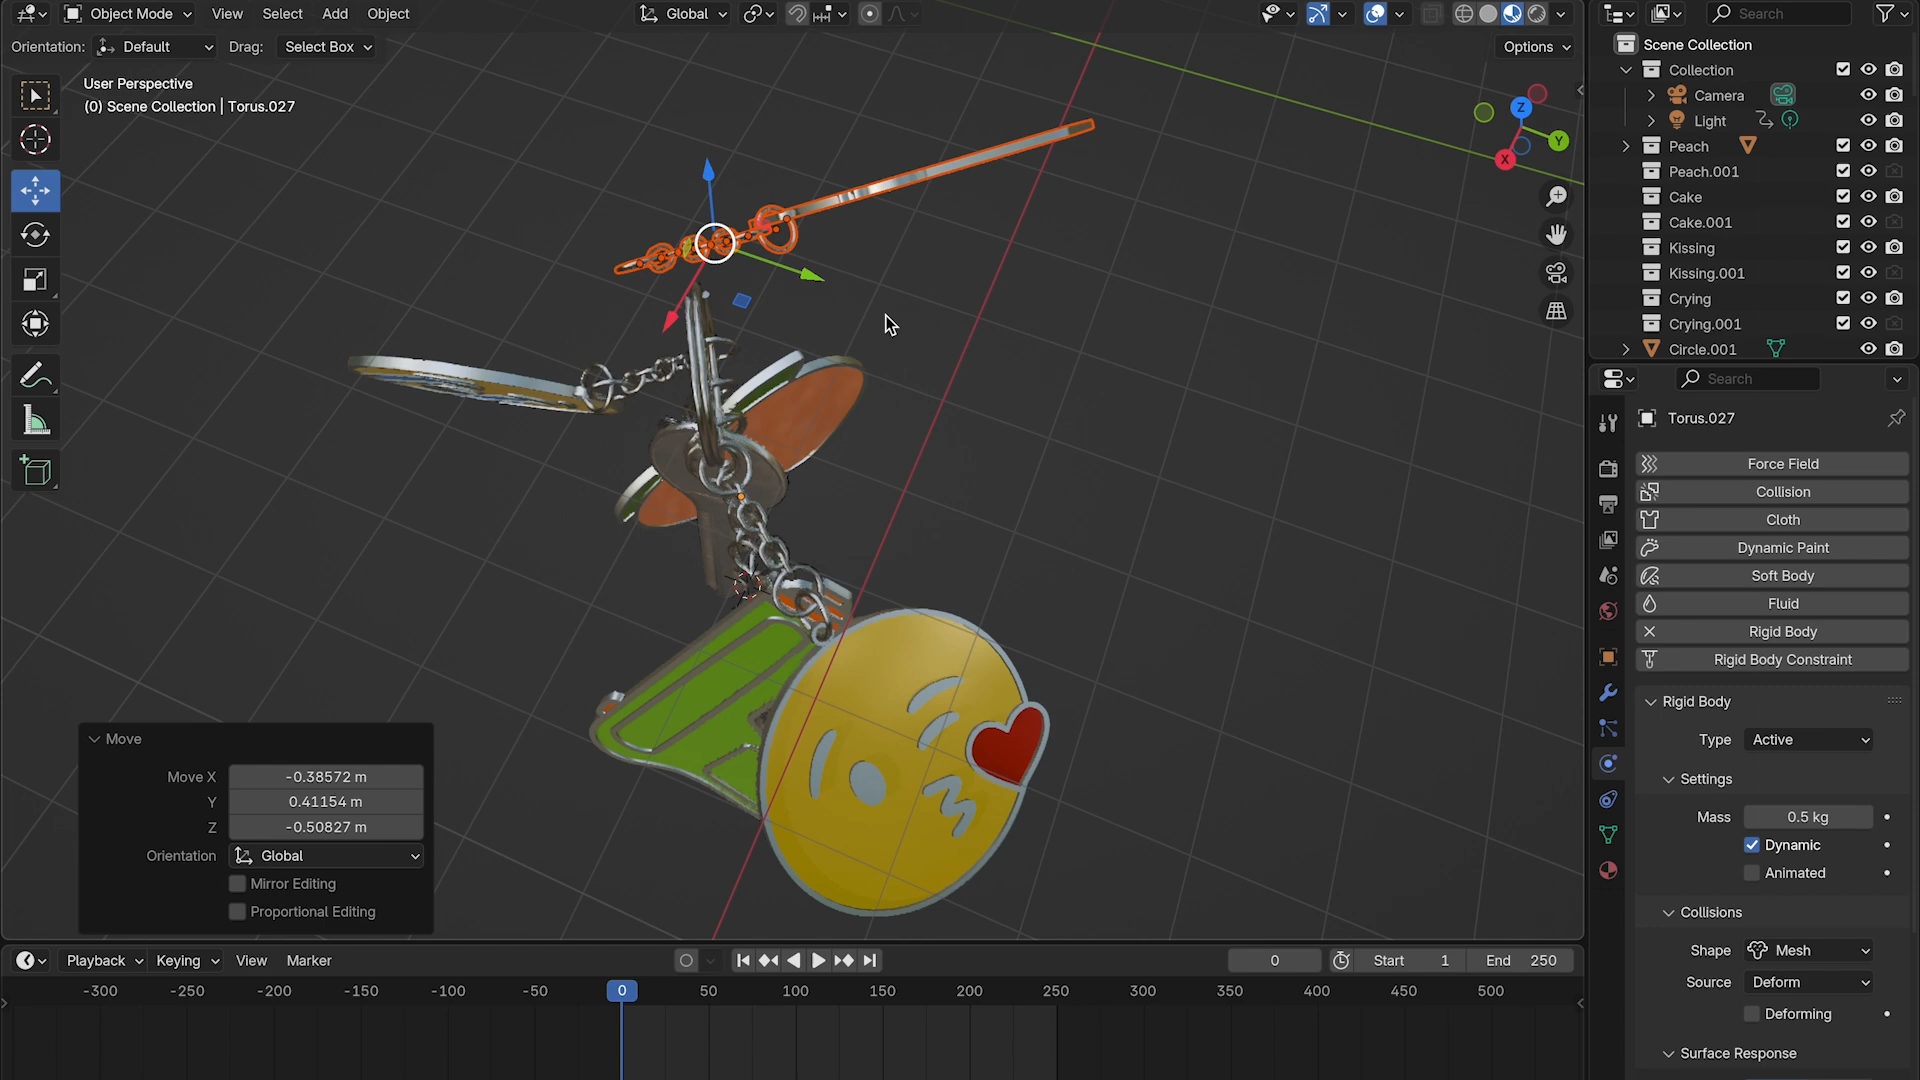 Object Mode View Select Add Object Global
Search
Orientation: Default Drag: Select Box Options
User Perspective
(0) Scene Collection | Torus.027
Z
Y
X
Scene Collection
Collection
Camera
Light
Peach
Peach.001
Cake
Cake.001
Kissing
Kissing.001
Crying
Crying.001
Circle.001
Search
Torus.027
Force Field
Collision
Cloth
Dynamic Paint
Soft Body
Fluid
Rigid Body
Rigid Body Constraint
Rigid Body
Type Active
Settings
Mass 0.5 kg
Dynamic
Animated
Collisions
Shape Mesh
Source Deform
Deforming
Surface Response
Move
Move X -0.38572 m
Y 0.41154 m
Z -0.50827 m
Orientation Global
Mirror Editing
Proportional Editing
Playback Keying View Marker 0 Start 1 End 250
-300 -250 -200 -150 -100 -50 0 50 100 150 200 250 300 350 400 450 500